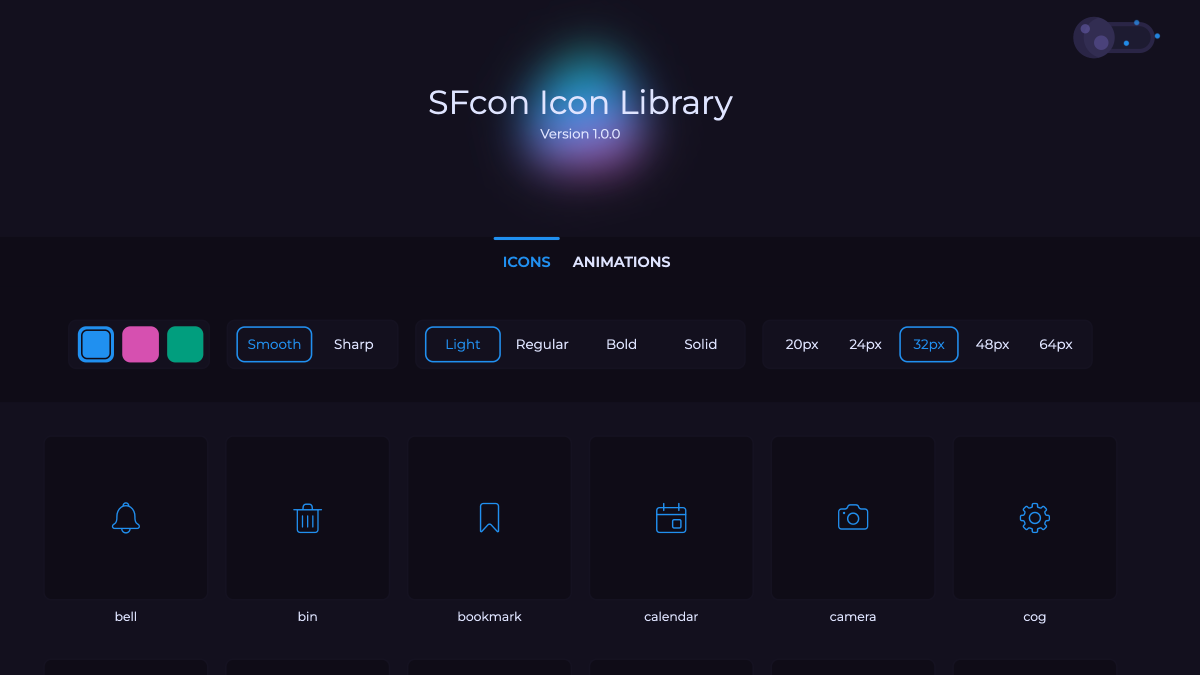 SFcon Icon Library
Version 1.0.0
ICONS ANIMATIONS
Smooth Sharp Light Regular Bold Solid 20px 24px 32px 48px 64px
bell bin bookmark calendar camera cog